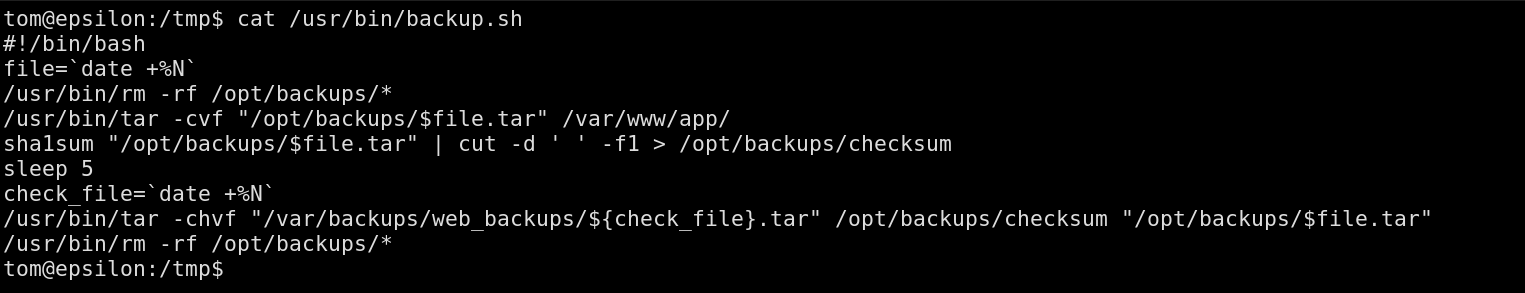 tom@epsilon:/tmp$ cat /usr/bin/backup.sh
#!/bin/bash
file=`date +%N`
/usr/bin/rm -rf /opt/backups/*
/usr/bin/tar -cvf "/opt/backups/$file.tar" /var/www/app/
sha1sum "/opt/backups/$file.tar" | cut -d ' ' -f1 > /opt/backups/checksum
sleep 5
check_file=`date +%N`
/usr/bin/tar -chvf "/var/backups/web_backups/${check_file}.tar" /opt/backups/checksum "/opt/backups/$file.tar"
/usr/bin/rm -rf /opt/backups/*
tom@epsilon:/tmp$